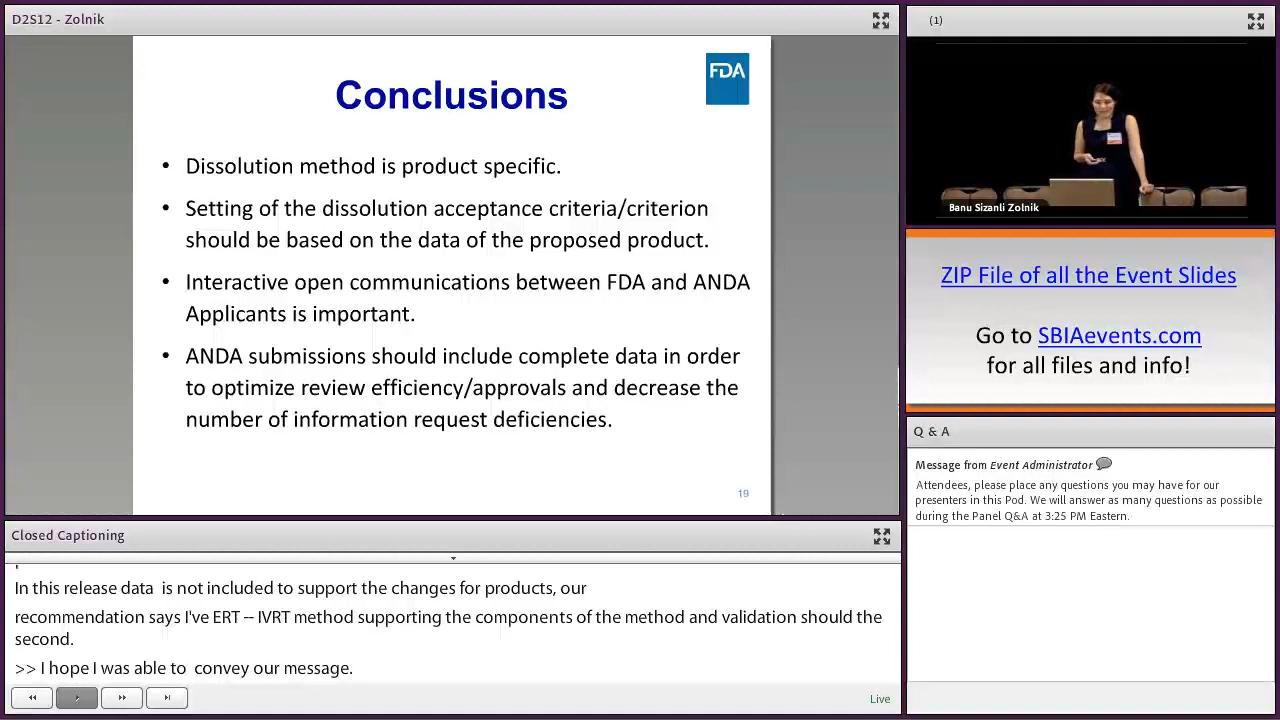 D2S12 - Zolnik
FDA
Conclusions
• Dissolution method is product specific.
• Setting of the dissolution acceptance criteria/criterion
should be based on the data of the proposed product.
• Interactive open communications between FDA and ANDA
Applicants is important.
• ANDA submissions should include complete data in order
to optimize review efficiency/approvals and decrease the
number of information request deficiencies.
19
Closed Captioning
In this release data is not included to support the changes for products, our
recommendation says I've ERT -- IVRT method supporting the components of the method and validation should the
second.
>> I hope I was able to convey our message.
Live
(1)
Banu Sizanli Zolnik
ZIP File of all the Event Slides
Go to SBIAevents.com
for all files and info!
Q & A
Message from Event Administrator
Attendees, please place any questions you may have for our
presenters in this Pod. We will answer as many questions as possible
during the Panel Q&A at 3:25 PM Eastern.